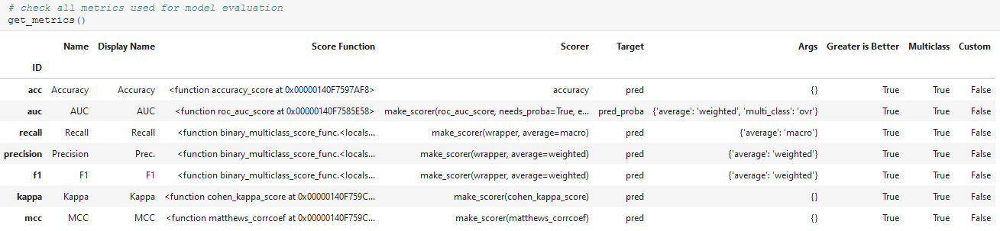 # check all metrics used for model evaluation
get_metrics()
Name Display Name Score Function Scorer Target Args Greater is Better Multiclass Custom
ID
acc Accuracy Accuracy <function accuracy_score at 0x00000140F7597AF8> accuracy pred {} True True False
auc AUC AUC <function roc_auc_score at 0x00000140F7585E58> make_scorer(roc_auc_score, needs_proba=True, e... pred_proba {'average': 'weighted', 'multi_class': 'ovr'} True True False
recall Recall Recall <function binary_multiclass_score_func.<locals... make_scorer(wrapper, average=macro) pred {'average': 'macro'} True True False
precision Precision Prec. <function binary_multiclass_score_func.<locals... make_scorer(wrapper, average=weighted) pred {'average': 'weighted'} True True False
f1 F1 F1 <function binary_multiclass_score_func.<locals... make_scorer(wrapper, average=weighted) pred {'average': 'weighted'} True True False
kappa Kappa Kappa <function cohen_kappa_score at 0x00000140F759C... make_scorer(cohen_kappa_score) pred {} True True False
mcc MCC MCC <function matthews_corrcoef at 0x00000140F759C... make_scorer(matthews_corrcoef) pred {} True True False